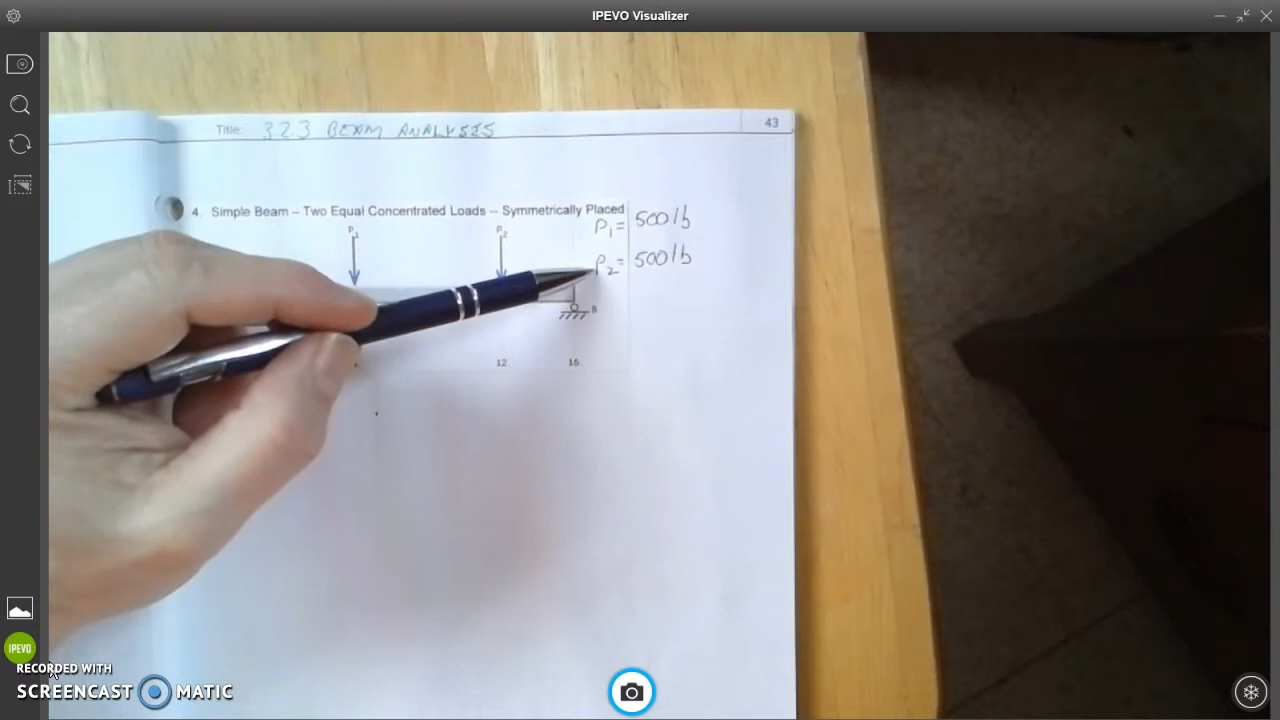 IPEVO Visualizer
Title: 323 BEAM ANALYSIS
43
4. Simple Beam – Two Equal Concentrated Loads – Symmetrically Placed
P1
P2
P1= 500 lb
P2= 500 lb
B
12.
16.
IPEVO
RECORDED WITH
SCREENCAST MATIC